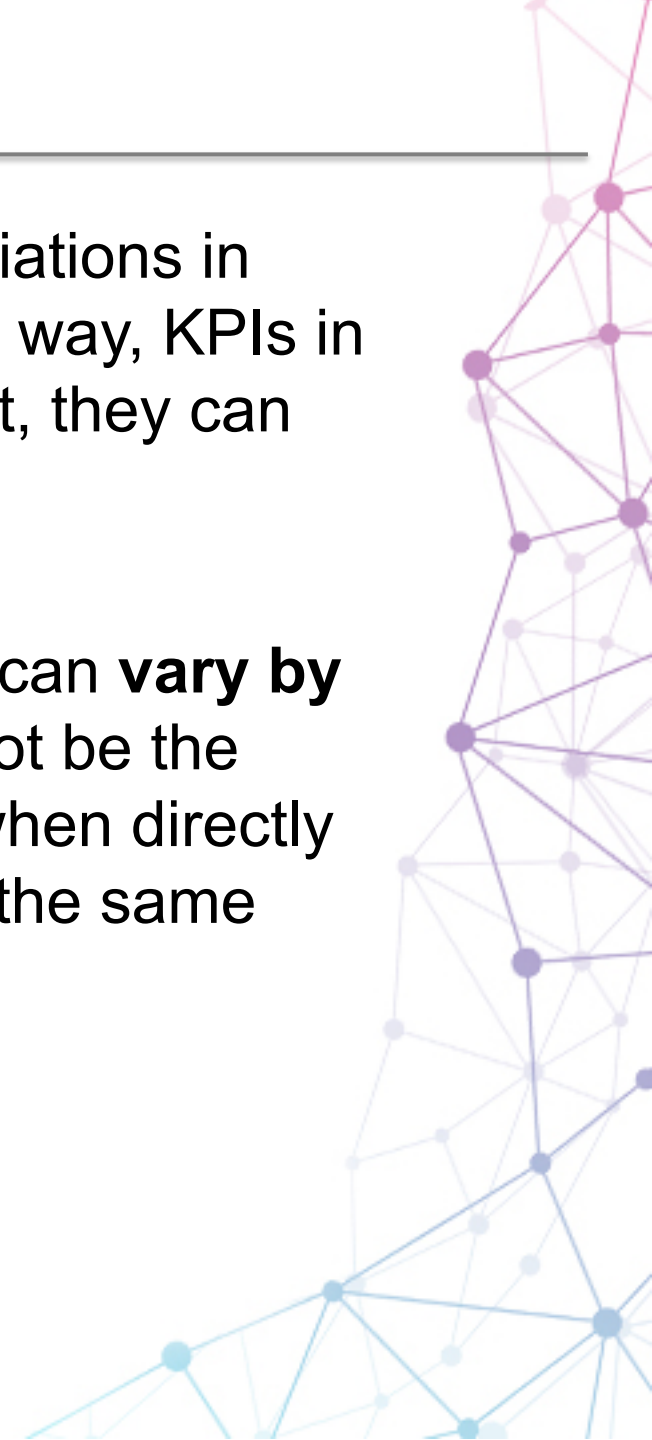 iations in
way, KPIs in
t, they can
can vary by
ot be the
when directly
the same